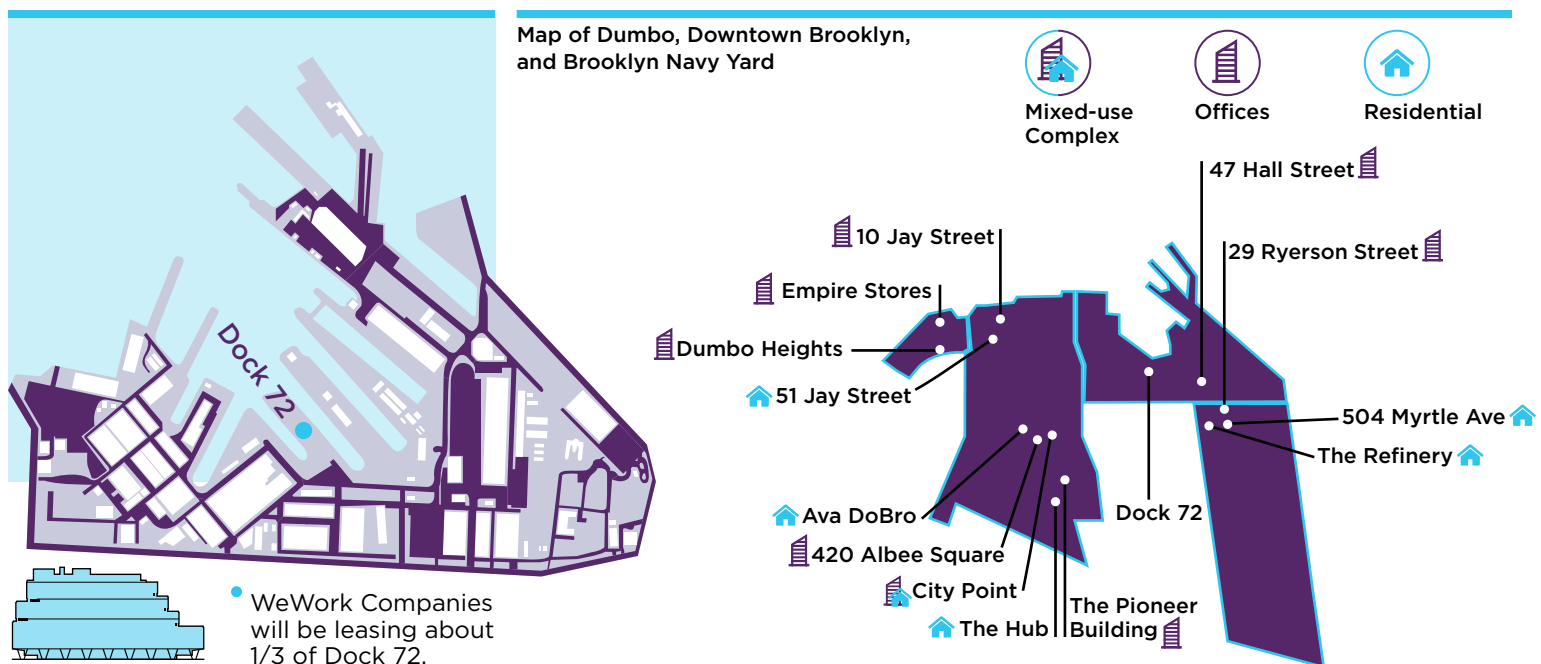 Map of Dumbo, Downtown Brooklyn,
and Brooklyn Navy Yard
Mixed-use
Complex
Offices
Residential
47 Hall Street
10 Jay Street
29 Ryerson Street
Empire Stores
Dumbo Heights
51 Jay Street
504 Myrtle Ave
The Refinery
Ava DoBro
Dock 72
420 Albee Square
City Point
The Pioneer
Building
The Hub
Dock 72
WeWork Companies
will be leasing about
1/3 of Dock 72.